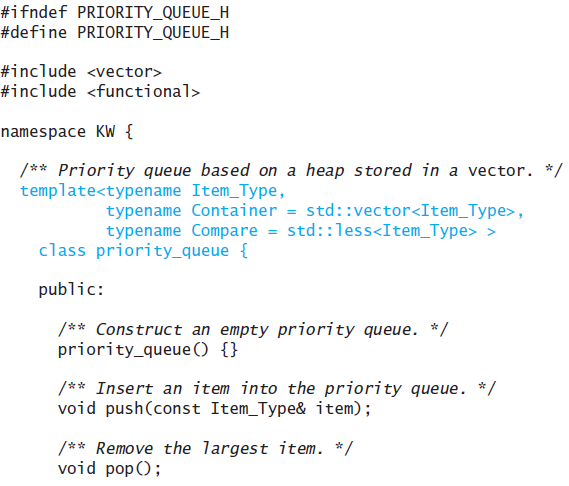 #ifndef PRIORITY_QUEUE_H
#define PRIORITY_QUEUE_H

#include <vector>
#include <functional>

namespace KW {

  /** Priority queue based on a heap stored in a vector. */
  template<typename Item_Type,
           typename Container = std::vector<Item_Type>,
           typename Compare = std::less<Item_Type> >
    class priority_queue {

    public:

      /** Construct an empty priority queue. */
      priority_queue() {}

      /** Insert an item into the priority queue. */
      void push(const Item_Type& item);

      /** Remove the largest item. */
      void pop();